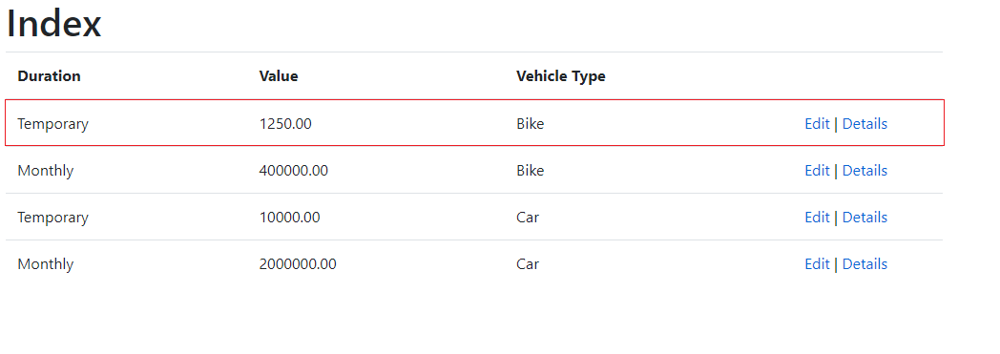 Index
Duration Value Vehicle Type
Temporary 1250.00 Bike Edit | Details
Monthly 400000.00 Bike Edit | Details
Temporary 10000.00 Car Edit | Details
Monthly 2000000.00 Car Edit | Details